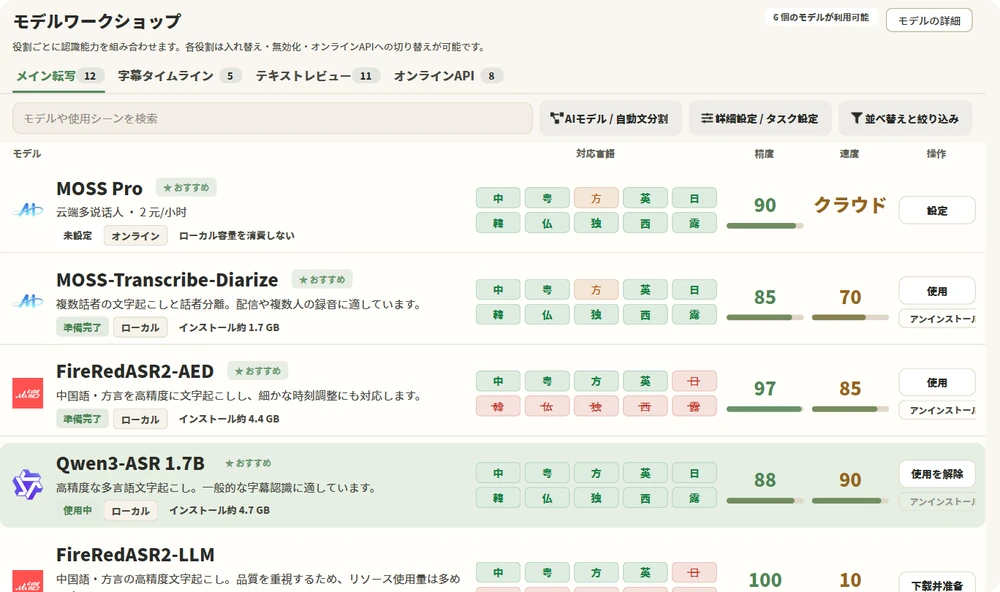 モデルワークショップ
6 個のモデルが利用可能
モデルの詳細
役割ごとに認識能力を組み合わせます。各役割は入れ替え・無効化・オンラインAPIへの切り替えが可能です。
メイン転写 12 字幕タイムライン 5 テキストレビュー 11 オンラインAPI 8
モデルや使用シーンを検索
AIモデル / 自動文分割
詳細設定 / タスク設定
並べ替えと絞り込み
モデル 対応言語 精度 速度 操作
MOSS Pro ★おすすめ
云端多说话人 · 2 元/小时
未設定 オンライン ローカル容量を消費しない
中 粤 方 英 日
韓 仏 独 西 露
90 クラウド 設定
MOSS-Transcribe-Diarize ★おすすめ
複数話者の文字起こしと話者分離。配信や複数人の録音に適しています。
準備完了 ローカル インストール約 1.7 GB
中 粤 方 英 日
韓 仏 独 西 露
85 70 使用
アンインストール
FireRedASR2-AED ★おすすめ
中国語・方言を高精度に文字起こしし、細かな時刻調整にも対応します。
準備完了 ローカル インストール約 4.4 GB
中 粤 方 英 日
韓 仏 独 西 露
97 85 使用
アンインストール
Qwen3-ASR 1.7B ★おすすめ
高精度な多言語文字起こし。一般的な字幕認識に適しています。
使用中 ローカル インストール約 4.7 GB
中 粤 方 英 日
韓 仏 独 西 露
88 90 使用を解除
アンインストール
FireRedASR2-LLM
中国語・方言の高精度文字起こし。品質を重視するため、リソース使用量は多め
中 粤 方 英 日
100 10 下载并准备